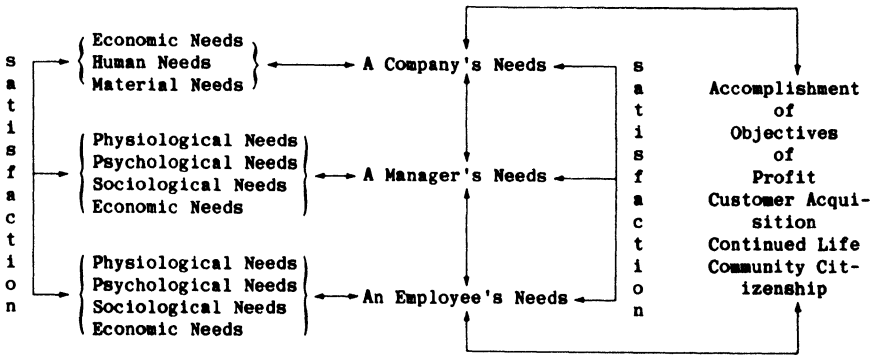 satisfaction
Economic Needs
Human Needs
Material Needs
A Company's Needs
Physiological Needs
Psychological Needs
Sociological Needs
Economic Needs
A Manager's Needs
Physiological Needs
Psychological Needs
Sociological Needs
Economic Needs
An Employee's Needs
satisfaction
Accomplishment
of
Objectives
of
Profit
Customer Acqui-
sition
Continued Life
Community Cit-
izenship